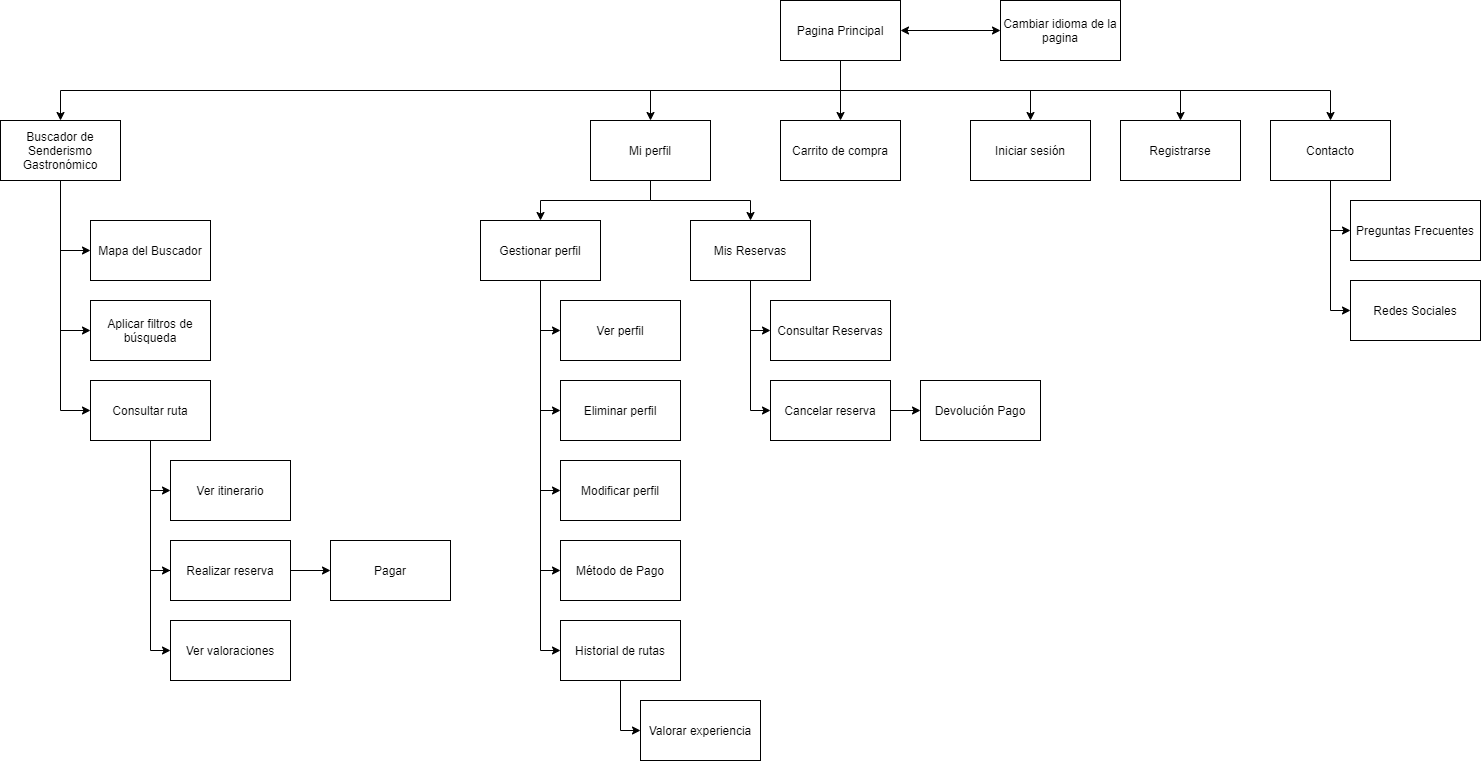 Pagina Principal
Cambiar idioma de la
pagina
Buscador de
Senderismo
Gastronómico
Mi perfil
Carrito de compra
Iniciar sesión
Registrarse
Contacto
Mapa del Buscador
Gestionar perfil
Mis Reservas
Preguntas Frecuentes
Aplicar filtros de
búsqueda
Ver perfil
Consultar Reservas
Redes Sociales
Consultar ruta
Eliminar perfil
Cancelar reserva
Devolución Pago
Ver itinerario
Modificar perfil
Realizar reserva
Pagar
Método de Pago
Ver valoraciones
Historial de rutas
Valorar experiencia